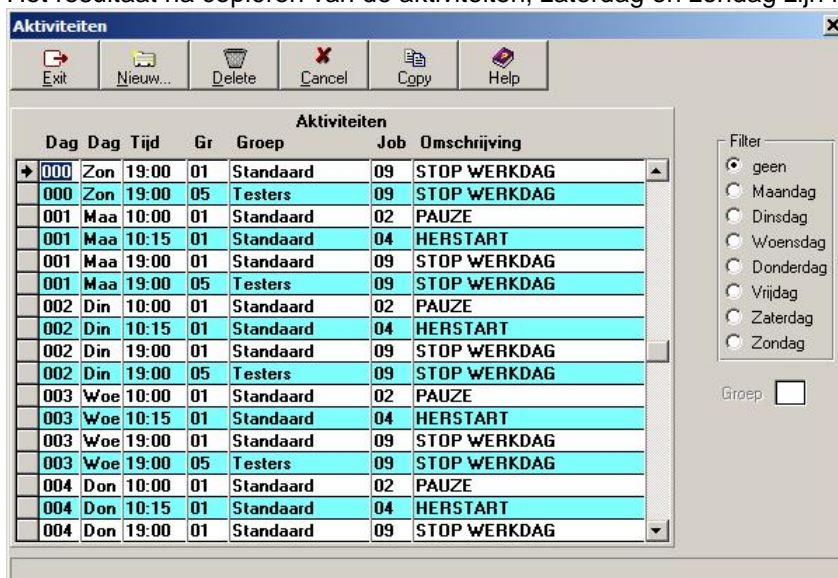 Het resultaat na copieren van de aktiviteiten, zaterdag en zondag zijn
Aktiviteiten
Exit Nieuw... Delete Cancel Copy Help
Aktiviteiten
Dag Dag Tijd Gr Groep Job Omschrijving
000 Zon 19:00 01 Standaard 09 STOP WERKDAG
000 Zon 19:00 05 Testers 09 STOP WERKDAG
001 Maa 10:00 01 Standaard 02 PAUZE
001 Maa 10:15 01 Standaard 04 HERSTART
001 Maa 19:00 01 Standaard 09 STOP WERKDAG
001 Maa 19:00 05 Testers 09 STOP WERKDAG
002 Din 10:00 01 Standaard 02 PAUZE
002 Din 10:15 01 Standaard 04 HERSTART
002 Din 19:00 01 Standaard 09 STOP WERKDAG
002 Din 19:00 05 Testers 09 STOP WERKDAG
003 Woe 10:00 01 Standaard 02 PAUZE
003 Woe 10:15 01 Standaard 04 HERSTART
003 Woe 19:00 01 Standaard 09 STOP WERKDAG
003 Woe 19:00 05 Testers 09 STOP WERKDAG
004 Don 10:00 01 Standaard 02 PAUZE
004 Don 10:15 01 Standaard 04 HERSTART
004 Don 19:00 01 Standaard 09 STOP WERKDAG
Filter
geen
Maandag
Dinsdag
Woensdag
Donderdag
Vrijdag
Zaterdag
Zondag
Groep